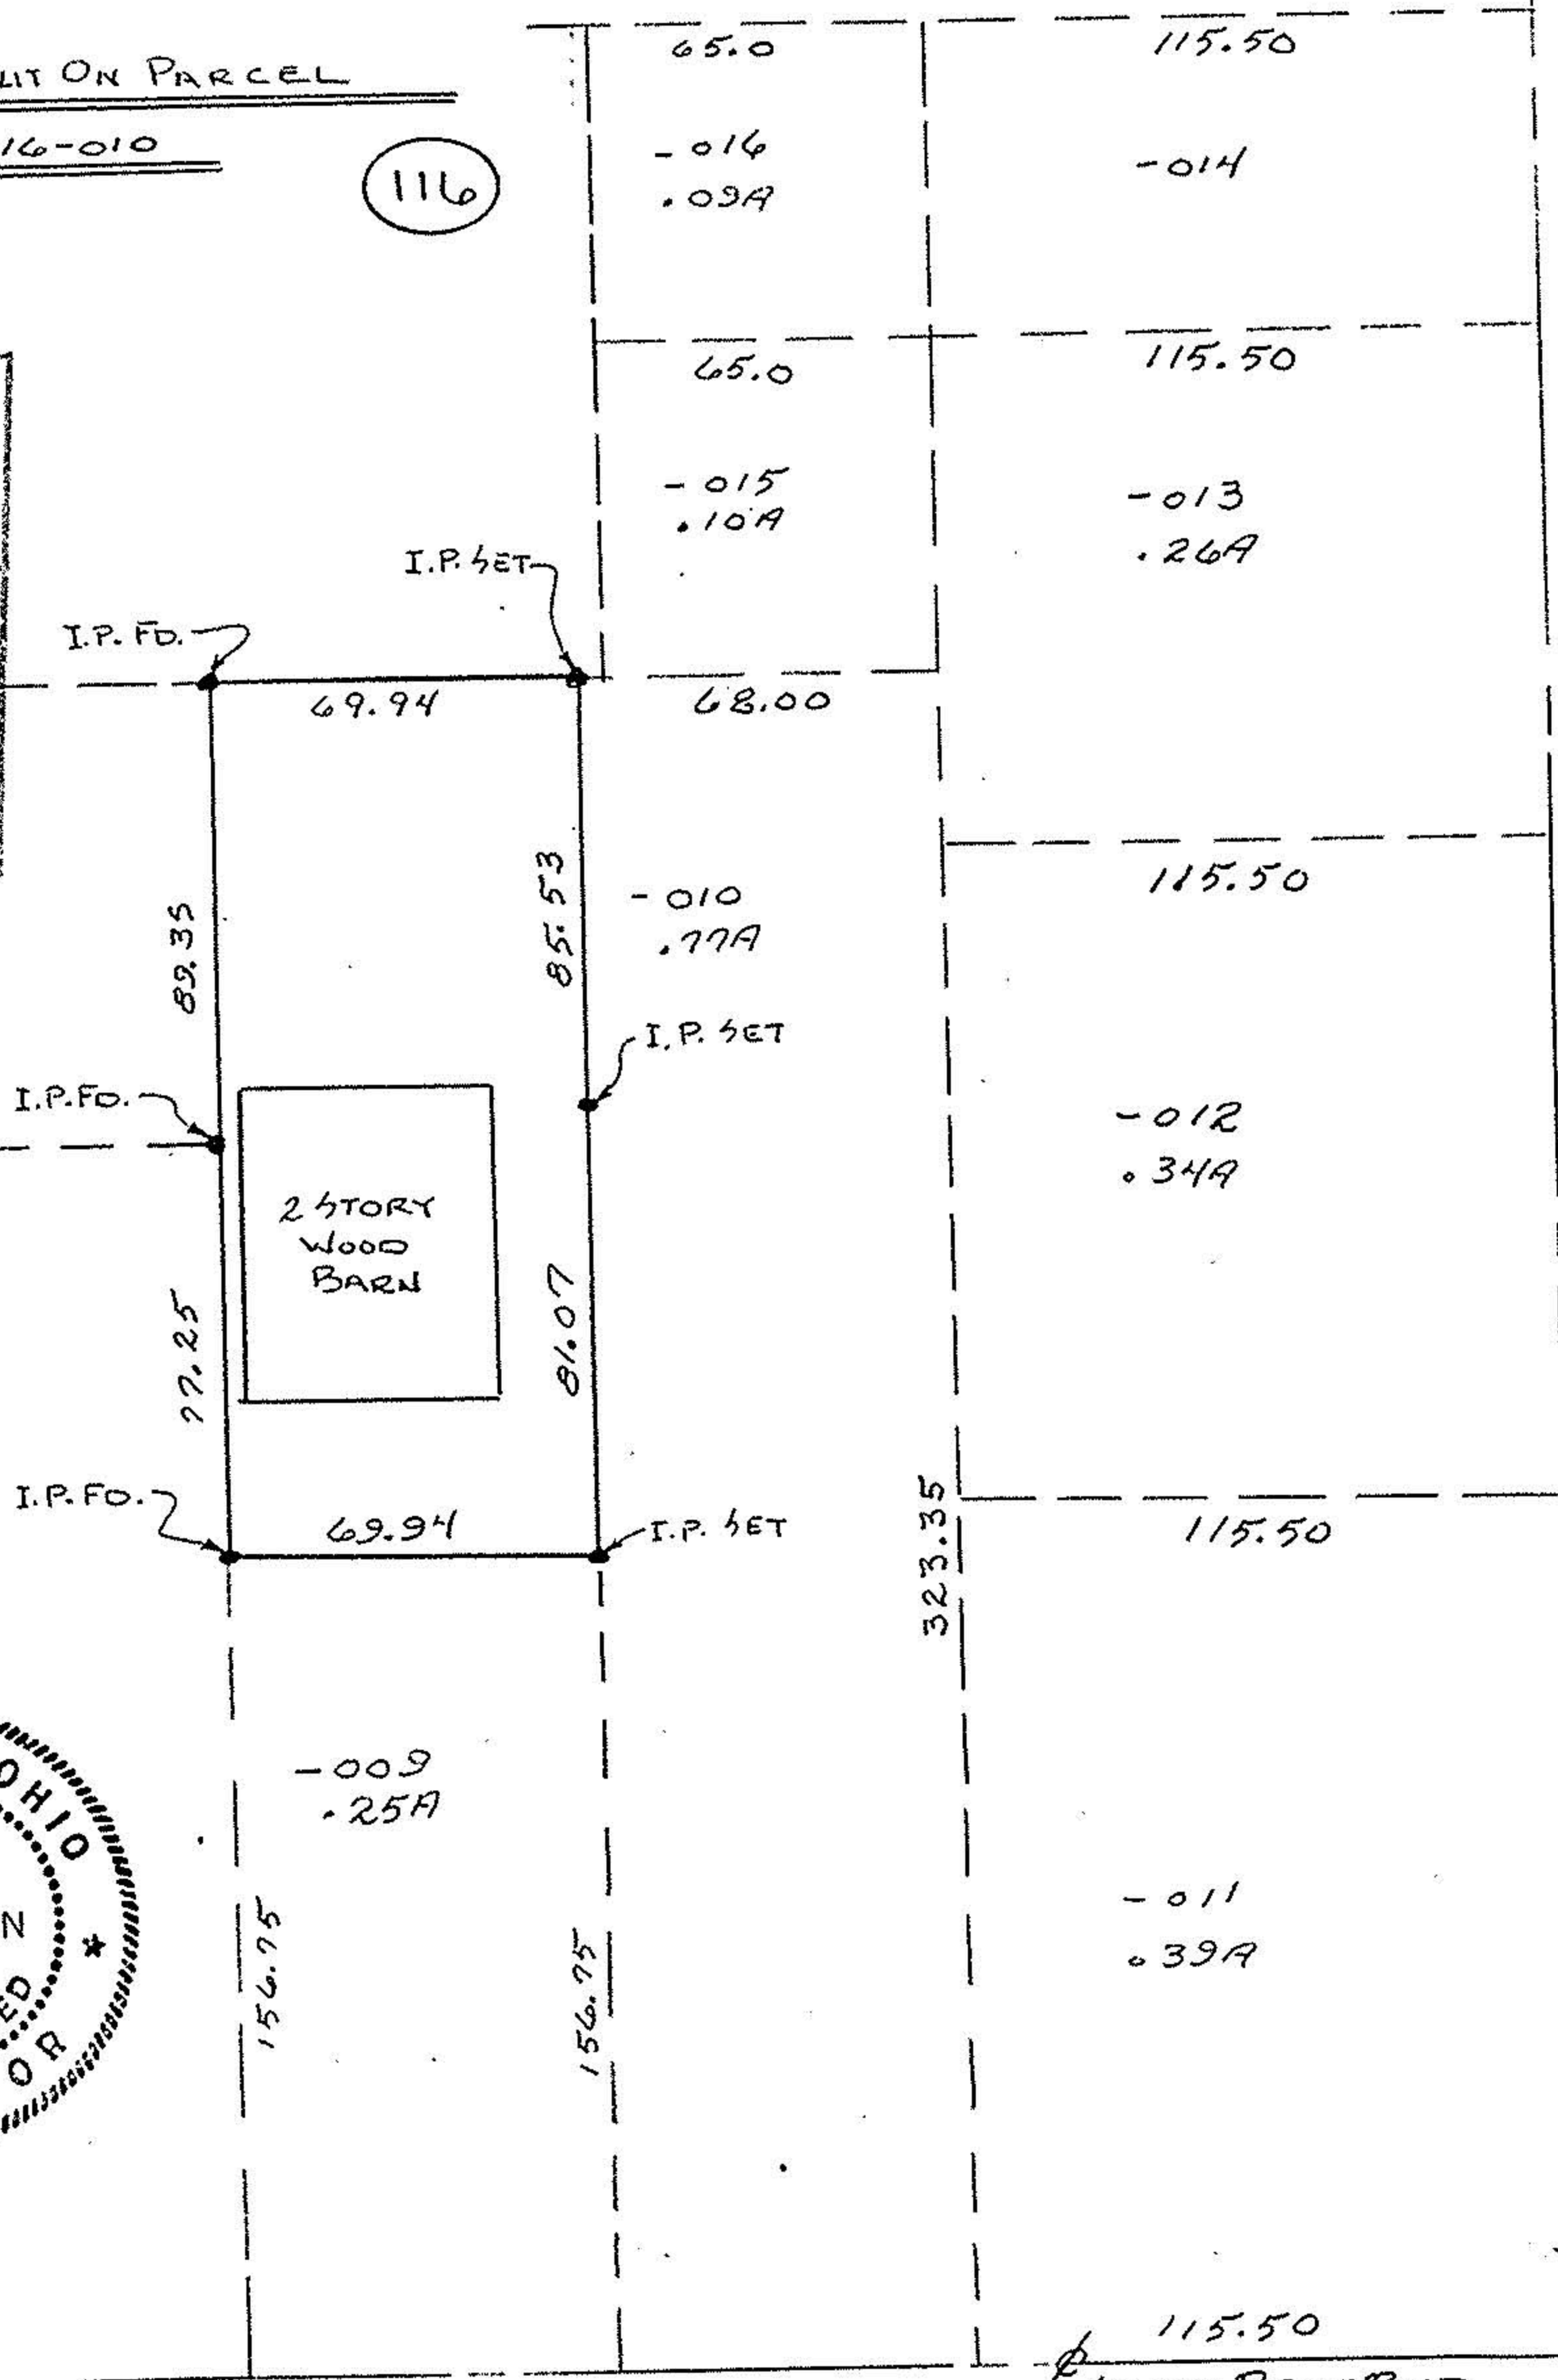 LIT ON PARCEL
16-010
116
65.0
115.50
-016
.09A
-014
65.0
115.50
-015
.10A
-013
.26A
I.P. SET
I.P. FD.
69.94
68.00
115.50
89.35
85.53
-010
.77A
I.P. SET
I.P. FD.
2 STORY
WOOD
BARN
-012
.34A
77.25
81.07
I.P. FD.
69.94
I.P. SET
323.35
115.50
-009
.25A
OHIO
N
*
ED
OR
156.75
156.75
-011
.39A
115.50